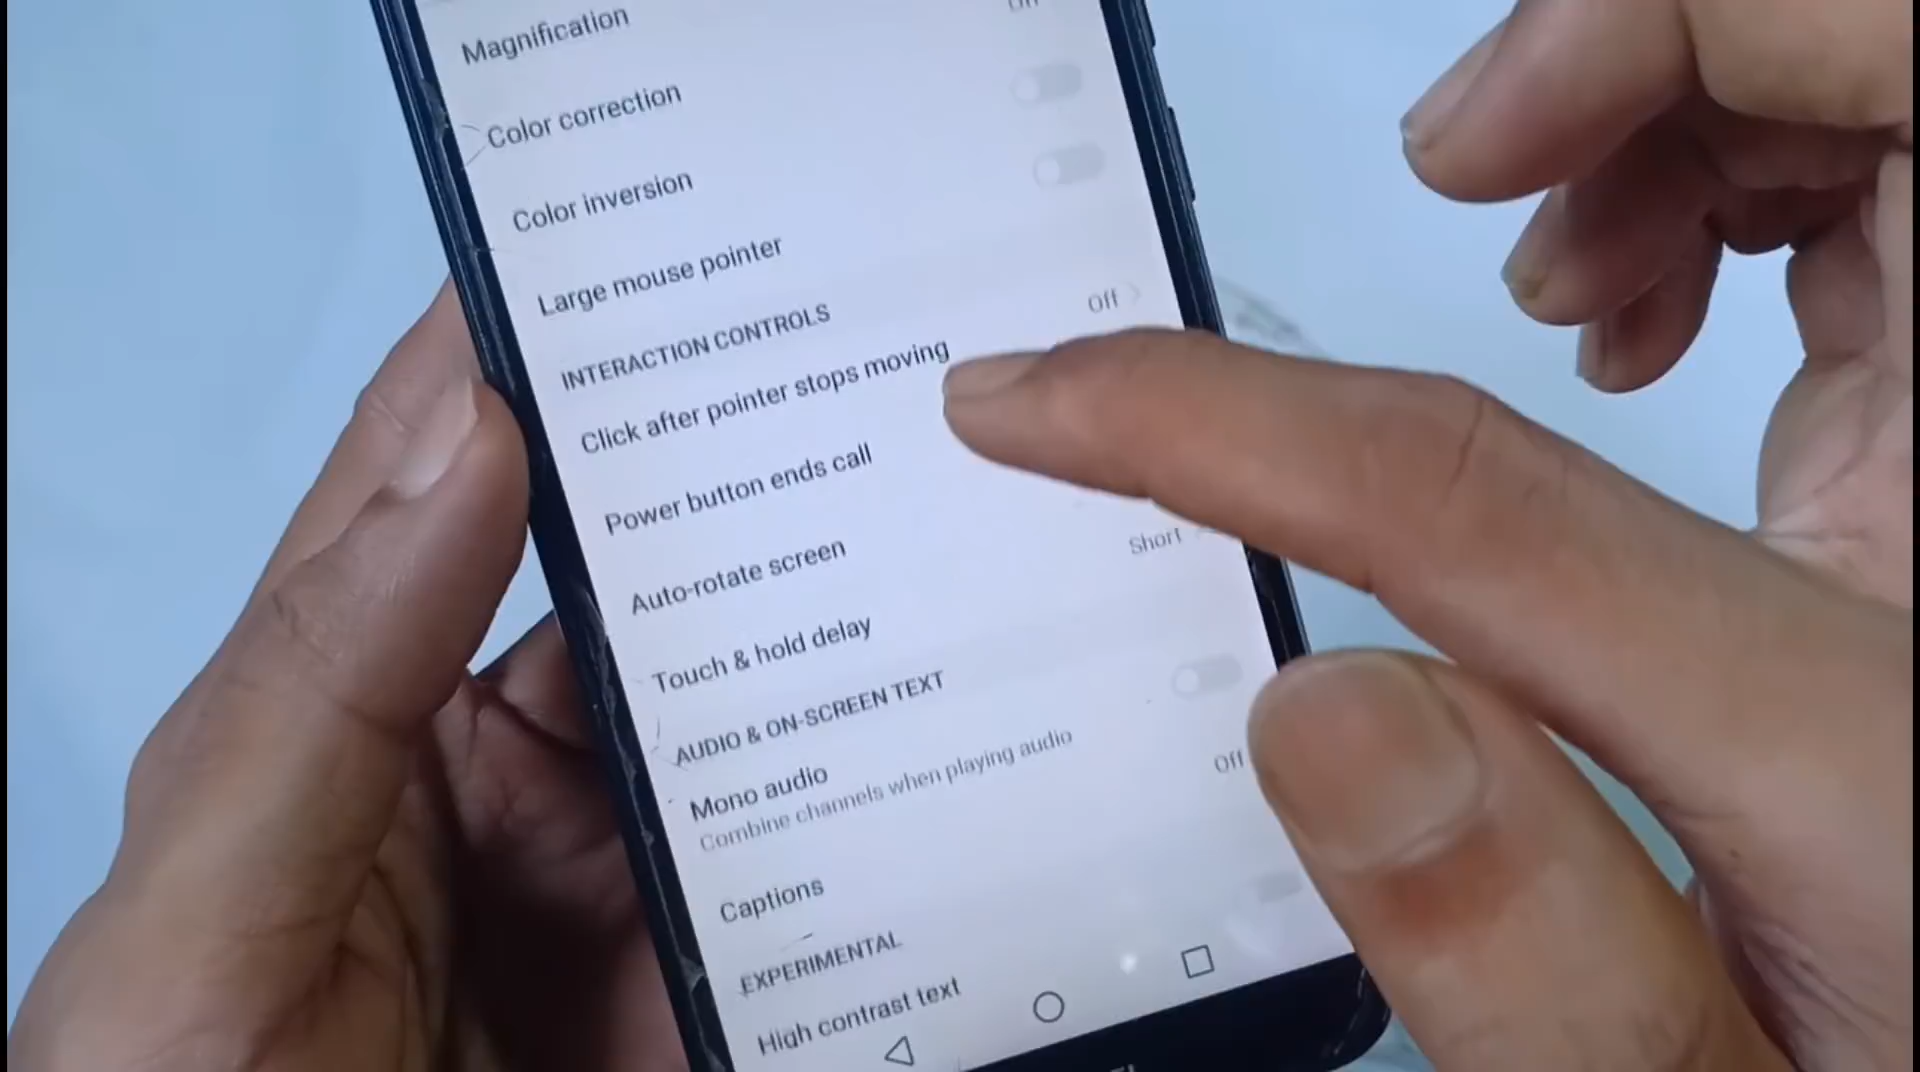 Magnification
Color correction
Color inversion
Large mouse pointer
INTERACTION CONTROLS
Click after pointer stops moving
Off
Power button ends call
Auto-rotate screen
Touch & hold delay
Short
AUDIO & ON-SCREEN TEXT
Mono audio
Combine channels when playing audio
Captions
Off
EXPERIMENTAL
High contrast text